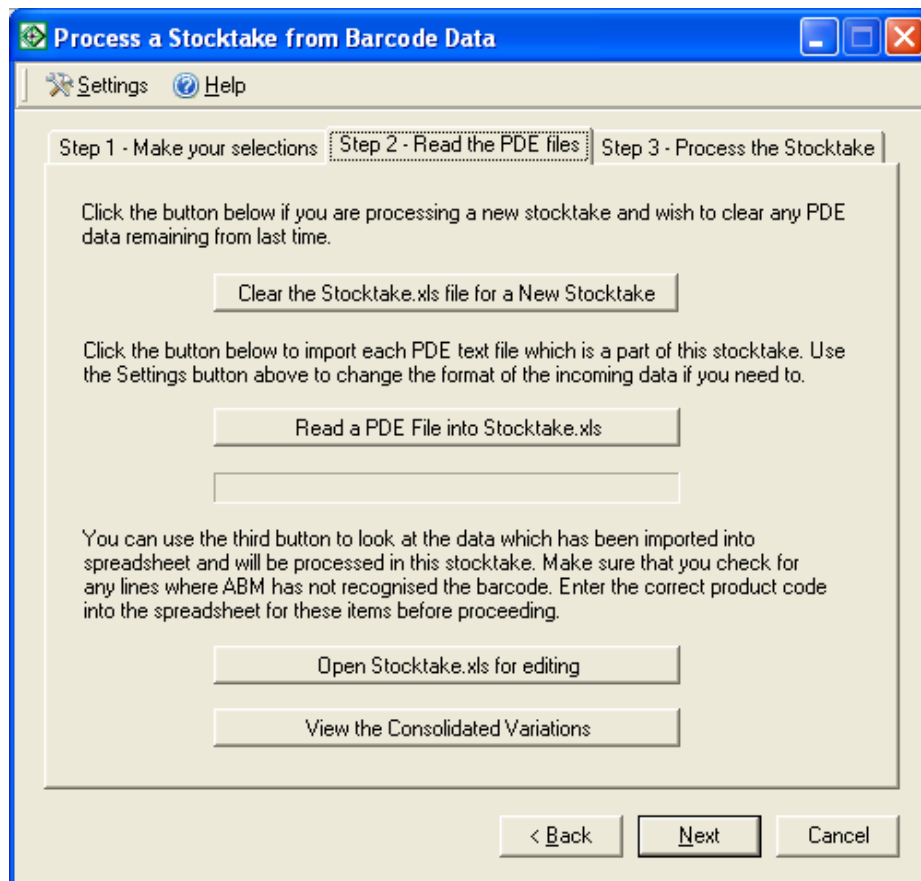 Process a Stocktake from Barcode Data
Settings Help
Step 1 - Make your selections Step 2 - Read the PDE files Step 3 - Process the Stocktake
Click the button below if you are processing a new stocktake and wish to clear any PDE
data remaining from last time.
Clear the Stocktake.xls file for a New Stocktake
Click the button below to import each PDE text file which is a part of this stocktake. Use
the Settings button above to change the format of the incoming data if you need to.
Read a PDE File into Stocktake.xls
You can use the third button to look at the data which has been imported into
spreadsheet and will be processed in this stocktake. Make sure that you check for
any lines where ABM has not recognised the barcode. Enter the correct product code
into the spreadsheet for these items before proceeding.
Open Stocktake.xls for editing
View the Consolidated Variations
< Back Next Cancel